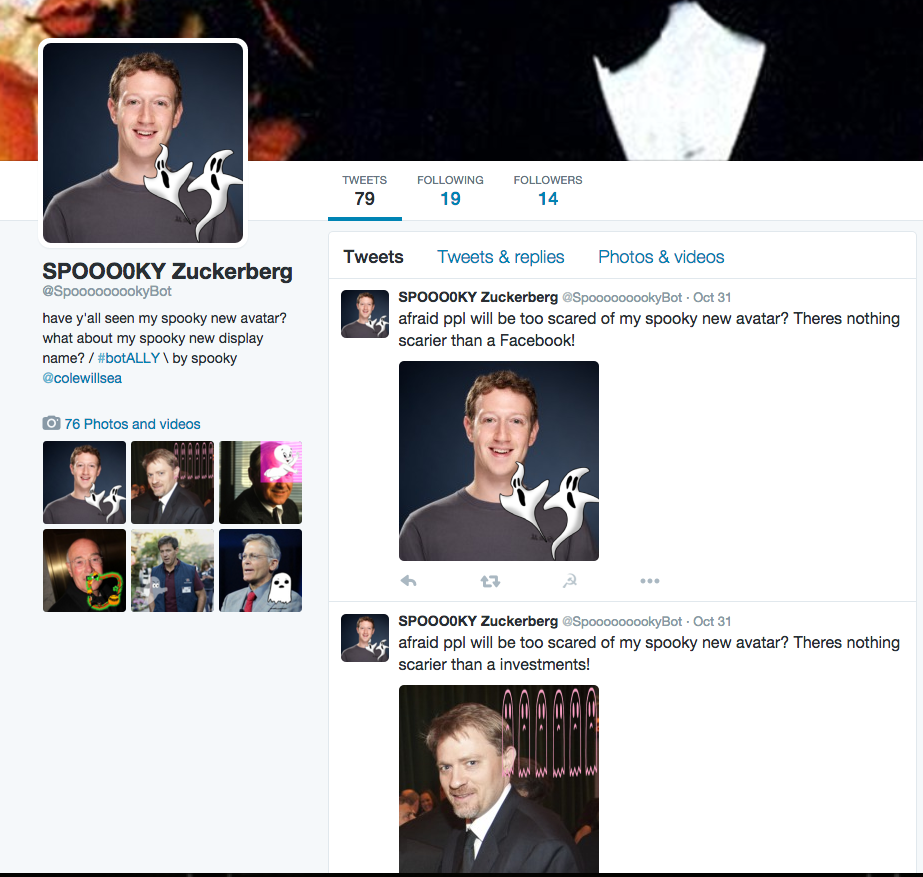 TWEETS FOLLOWING FOLLOWERS
79 19 14
Tweets Tweets & replies Photos & videos
SPOOO0KY Zuckerberg
@SpooooooookyBot
have y'all seen my spooky new avatar?
what about my spooky new display
name? / #botALLY \ by spooky
@colewillsea
76 Photos and videos
SPOOO0KY Zuckerberg @SpooooooookyBot · Oct 31
afraid ppl will be too scared of my spooky new avatar? Theres nothing
scarier than a Facebook!
SPOOO0KY Zuckerberg @SpooooooookyBot · Oct 31
afraid ppl will be too scared of my spooky new avatar? Theres nothing
scarier than a investments!